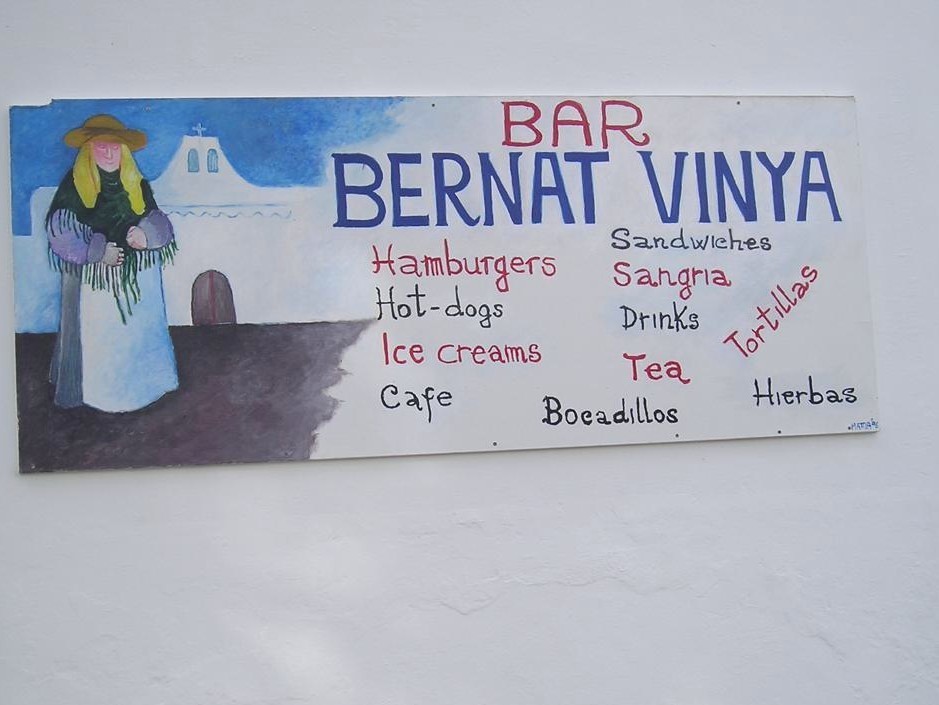 BAR
BERNAT VINYA
Hamburgers
Hot-dogs
Ice creams
Cafe
Sandwiches
Sangria
Drinks
Tea
Bocadillos
Tortillas
Hierbas